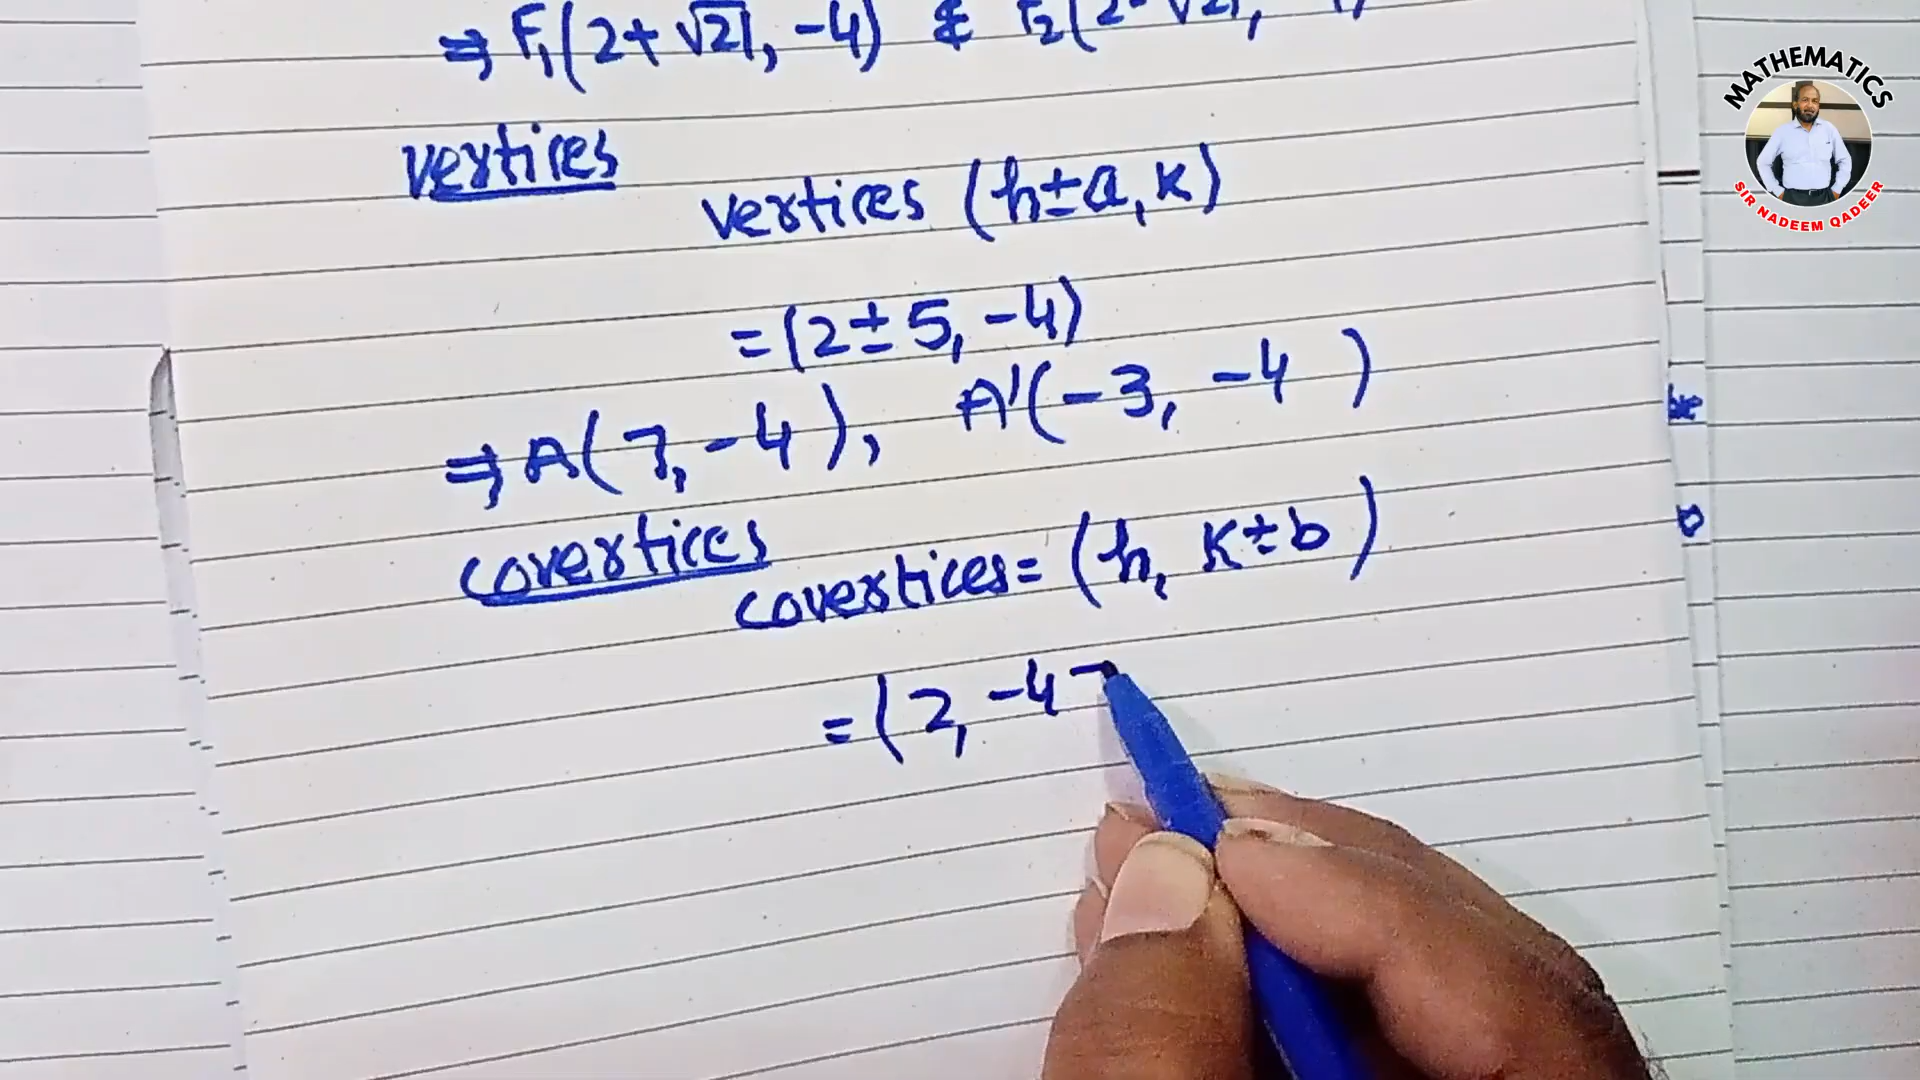 ⇒ F₁(2+√21, -4) & F₂(2-√21, -4)
vertices
vertices (h±a, k)
= (2±5, -4)
⇒ A(7, -4), A'(-3, -4)
covertices
covertices = (h, k±b)
= (2, -4
MATHEMATICS
SIR NADEEM QADEER